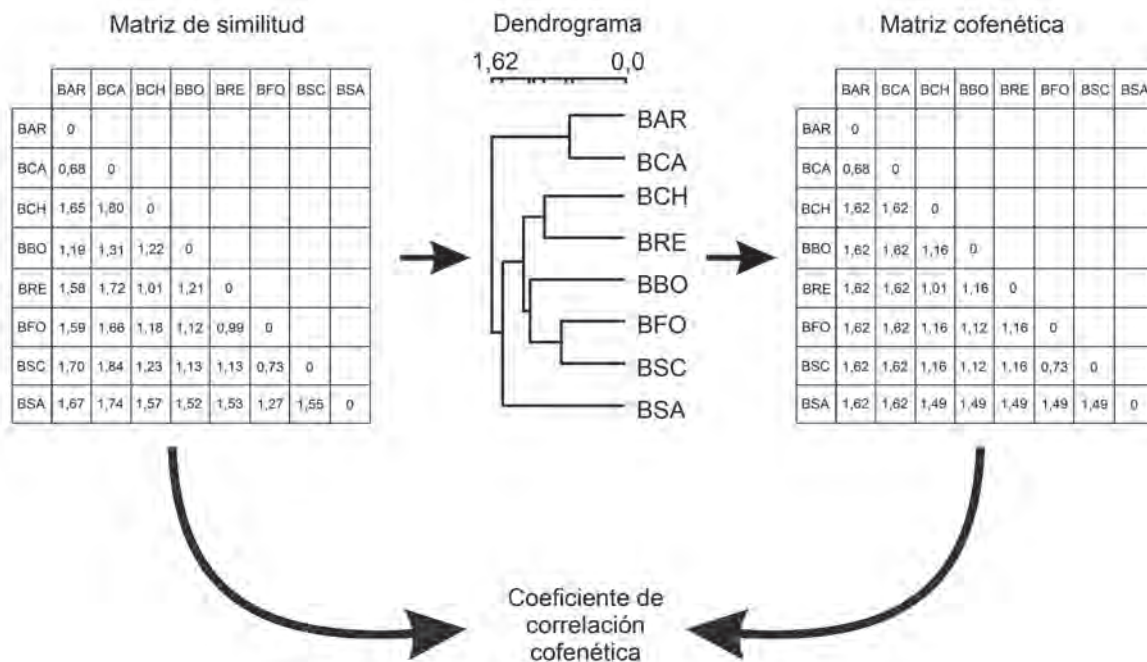 Matriz de similitud
BAR BCA BCH BBO BRE BFO BSC BSA
BAR 0
BCA 0,68 0
BCH 1,65 1,80 0
BBO 1,19 1,31 1,22 0
BRE 1,58 1,72 1,01 1,21 0
BFO 1,59 1,66 1,18 1,12 0,99 0
BSC 1,70 1,84 1,23 1,13 1,13 0,73 0
BSA 1,67 1,74 1,57 1,52 1,53 1,27 1,55 0
Dendrograma
1,62 0,0
BAR
BCA
BCH
BRE
BBO
BFO
BSC
BSA
Matriz cofenética
BAR BCA BCH BBO BRE BFO BSC BSA
BAR 0
BCA 0,68 0
BCH 1,62 1,62 0
BBO 1,62 1,62 1,16 0
BRE 1,62 1,62 1,01 1,16 0
BFO 1,62 1,62 1,16 1,12 1,16 0
BSC 1,62 1,62 1,16 1,12 1,16 0,73 0
BSA 1,62 1,62 1,49 1,49 1,49 1,49 1,49 0
Coeficiente de
correlación
cofenética